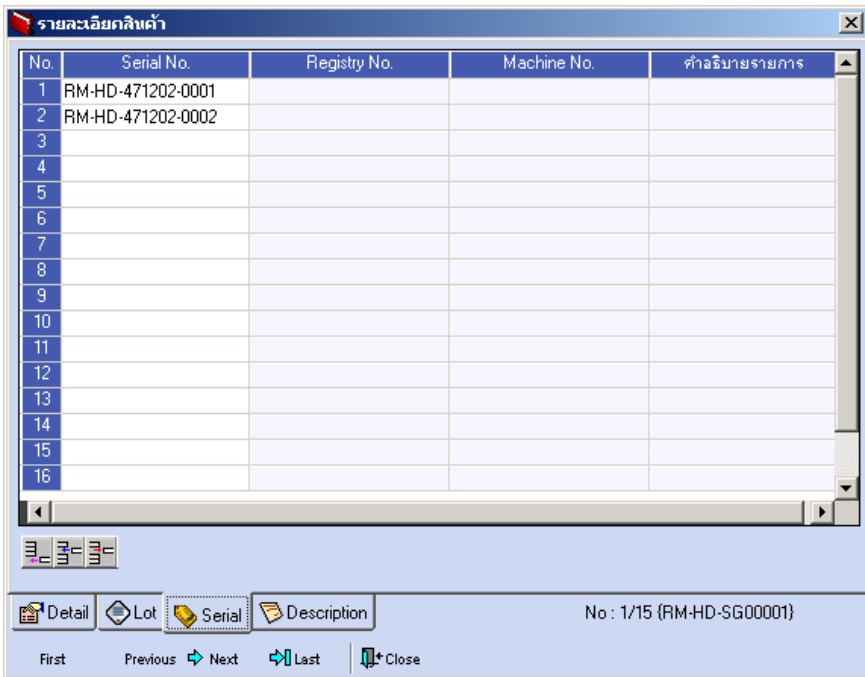 รายละเอียดสินค้า
No. Serial No. Registry No. Machine No. คำอธิบายรายการ
1 RM-HD-471202-0001
2 RM-HD-471202-0002
3
4
5
6
7
8
9
10
11
12
13
14
15
16
Detail Lot Serial Description No : 1/15 {RM-HD-SG00001}
First Previous Next Last Close